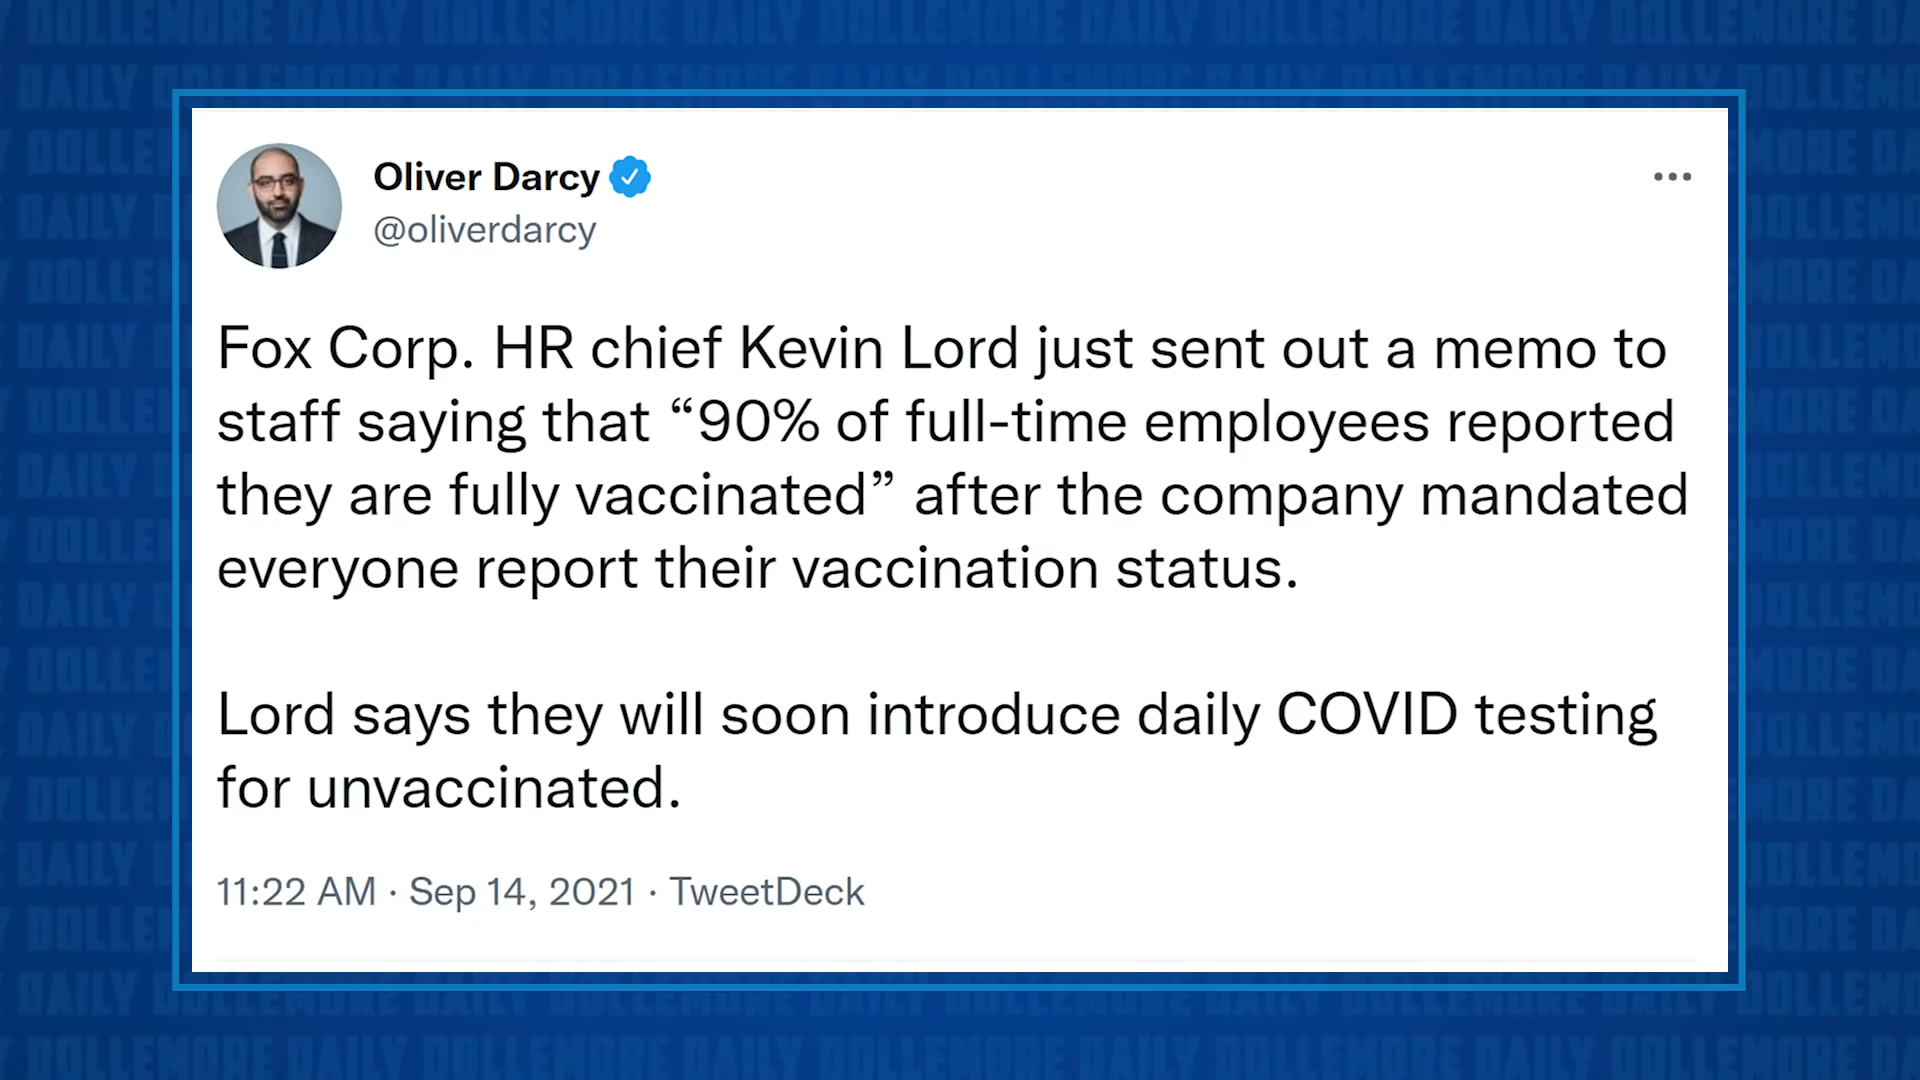 Oliver Darcy
@oliverdarcy
Fox Corp. HR chief Kevin Lord just sent out a memo to
staff saying that “90% of full-time employees reported
they are fully vaccinated” after the company mandated
everyone report their vaccination status.
Lord says they will soon introduce daily COVID testing
for unvaccinated.
11:22 AM · Sep 14, 2021 · TweetDeck